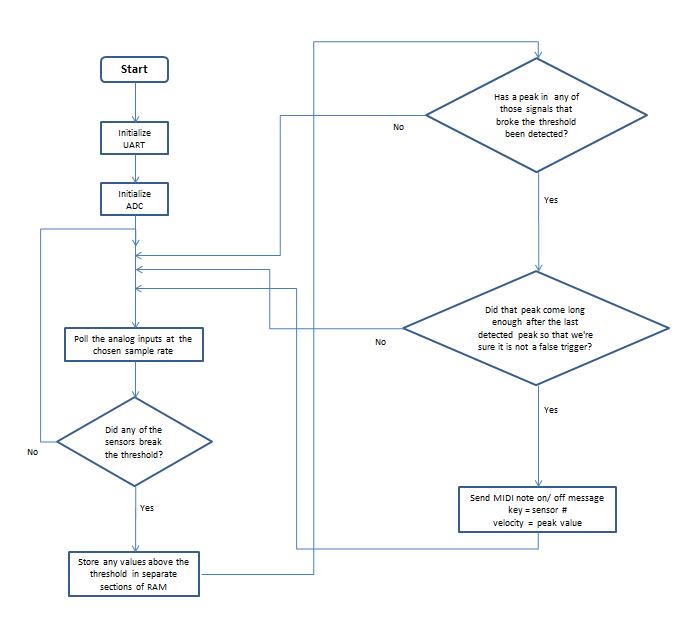 Start
Initialize
UART
Initialize
ADC
Poll the analog inputs at the
chosen sample rate
Did any of the
sensors break
the threshold?
No
Yes
Store any values above the
threshold in separate
sections of RAM
Has a peak in any of
those signals that
broke the threshold
been detected?
No
Yes
Did that peak come long
enough after the last
detected peak so that we're
sure it is not a false trigger?
No
Yes
Send MIDI note on/ off message
key = sensor #
velocity = peak value